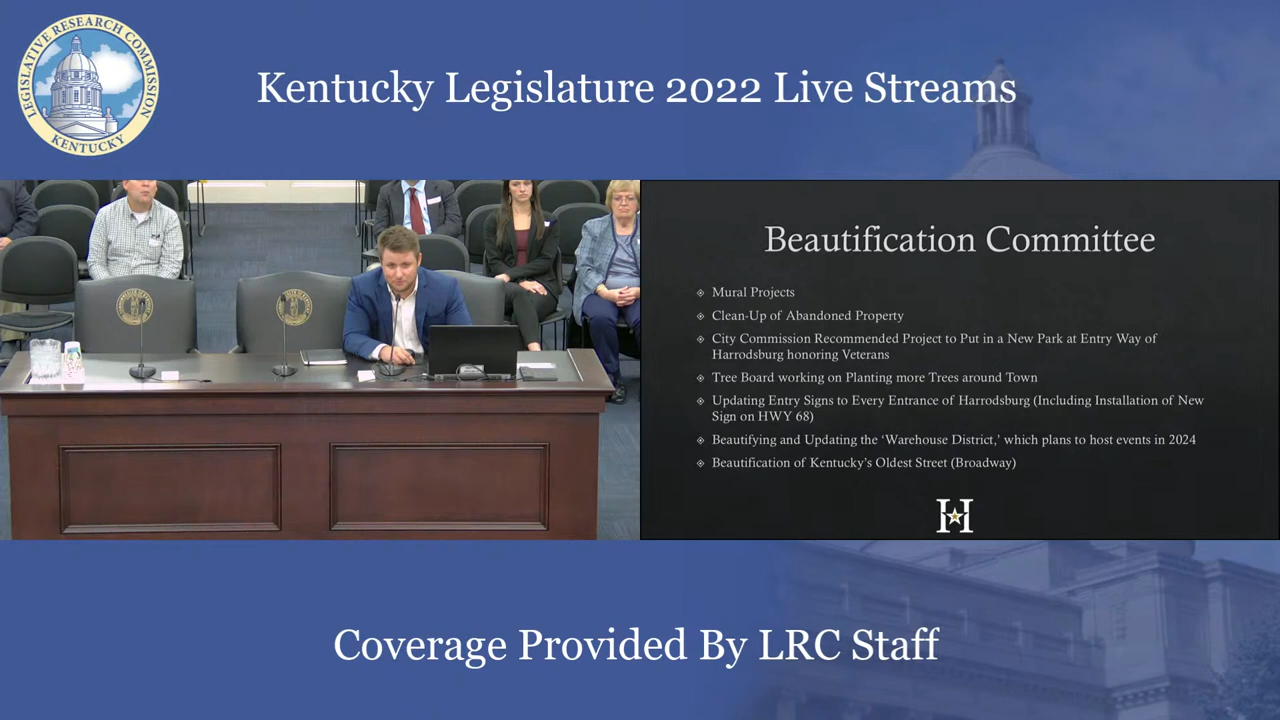 LEGISLATIVE RESEARCH COMMISSION
KENTUCKY
Kentucky Legislature 2022 Live Streams
Beautification Committee
Mural Projects
Clean-Up of Abandoned Property
City Commission Recommended Project to Put in a New Park at Entry Way of
Harrodsburg honoring Veterans
Tree Board working on Planting more Trees around Town
Updating Entry Signs to Every Entrance of Harrodsburg (Including Installation of New
Sign on HWY 68)
Beautifying and Updating the ‘Warehouse District,’ which plans to host events in 2024
Beautification of Kentucky’s Oldest Street (Broadway)
H
Coverage Provided By LRC Staff